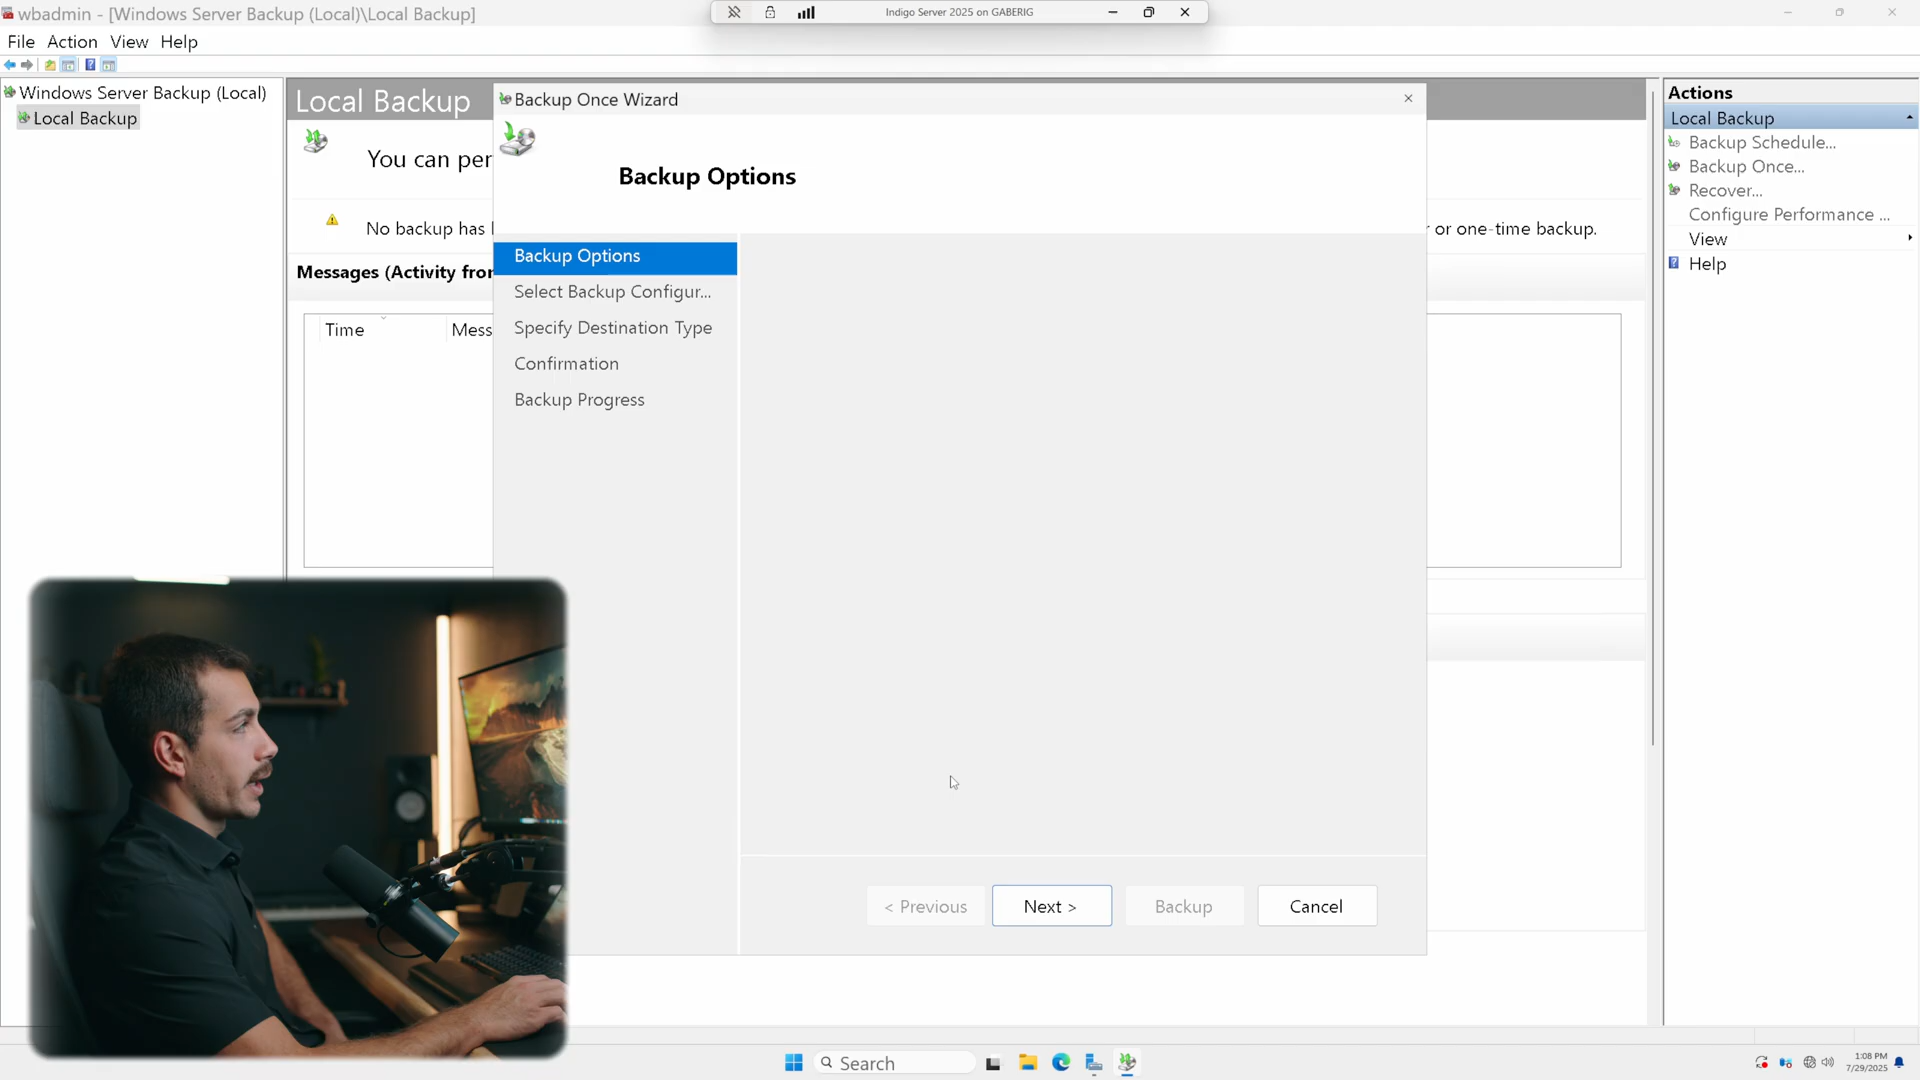 wbadmin - [Windows Server Backup (Local)\Local Backup]
Indigo Server 2025 on GABERIG
File Action View Help
Windows Server Backup (Local)
Local Backup
Local Backup
You can per
No backup has
r or one-time backup.
Messages (Activity fror
Time
Mess
Backup Once Wizard
Backup Options
Backup Options
Select Backup Configur...
Specify Destination Type
Confirmation
Backup Progress
< Previous
Next >
Backup
Cancel
Actions
Local Backup
Backup Schedule...
Backup Once...
Recover...
Configure Performance ...
View
Help
Search
1:08 PM
7/29/2025